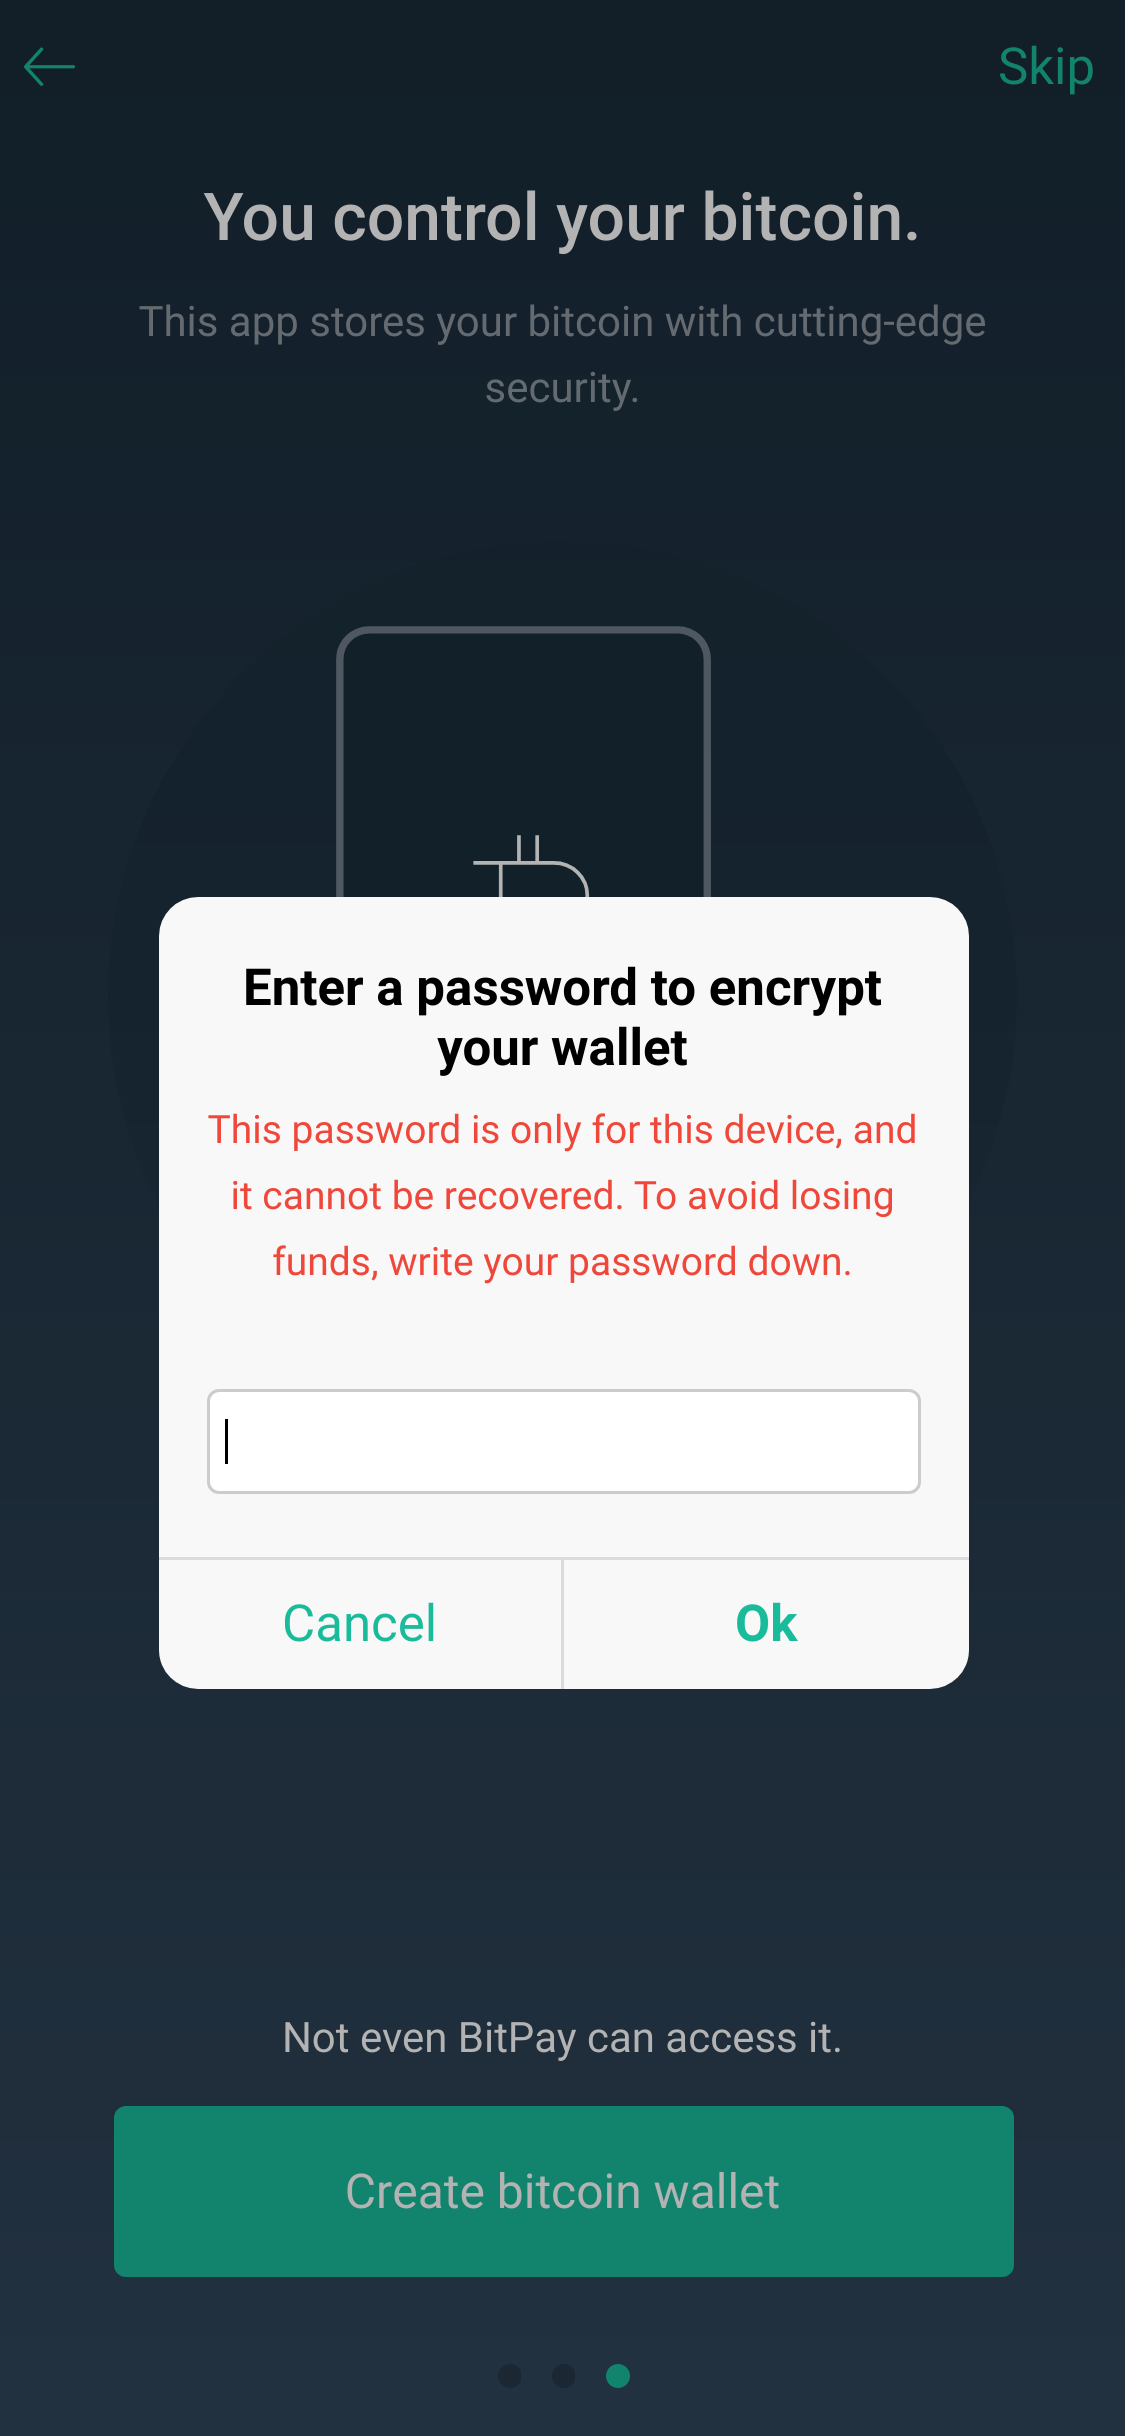 Skip
You control your bitcoin.
This app stores your bitcoin with cutting-edge
security.
Enter a password to encrypt
your wallet
This password is only for this device, and
it cannot be recovered. To avoid losing
funds, write your password down.
Cancel
Ok
Not even BitPay can access it.
Create bitcoin wallet